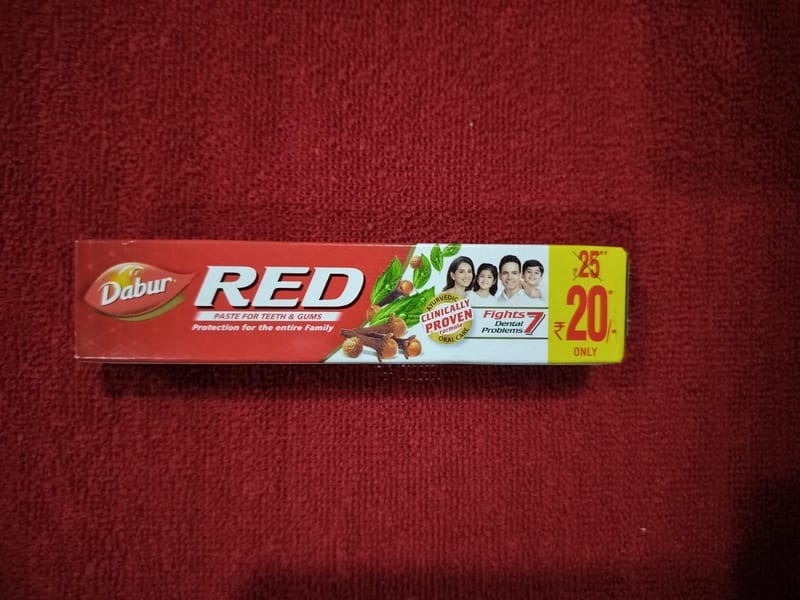 Dabur
RED
PASTE FOR TEETH & GUMS
Protection for the entire Family
AYURVEDIC
CLINICALLY
PROVEN
formula
ORAL CARE
Fights
Dental
Problems 7
₹ 25
₹ 20/-
ONLY